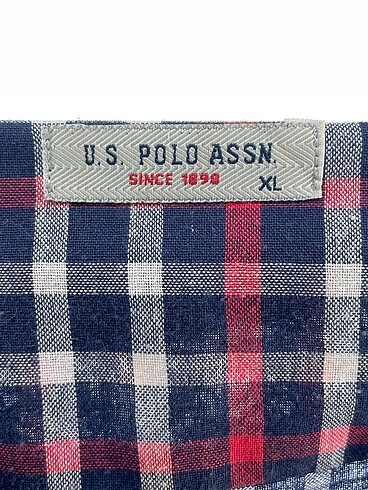 U.S. POLO ASSN.
SINCE 1890
XL